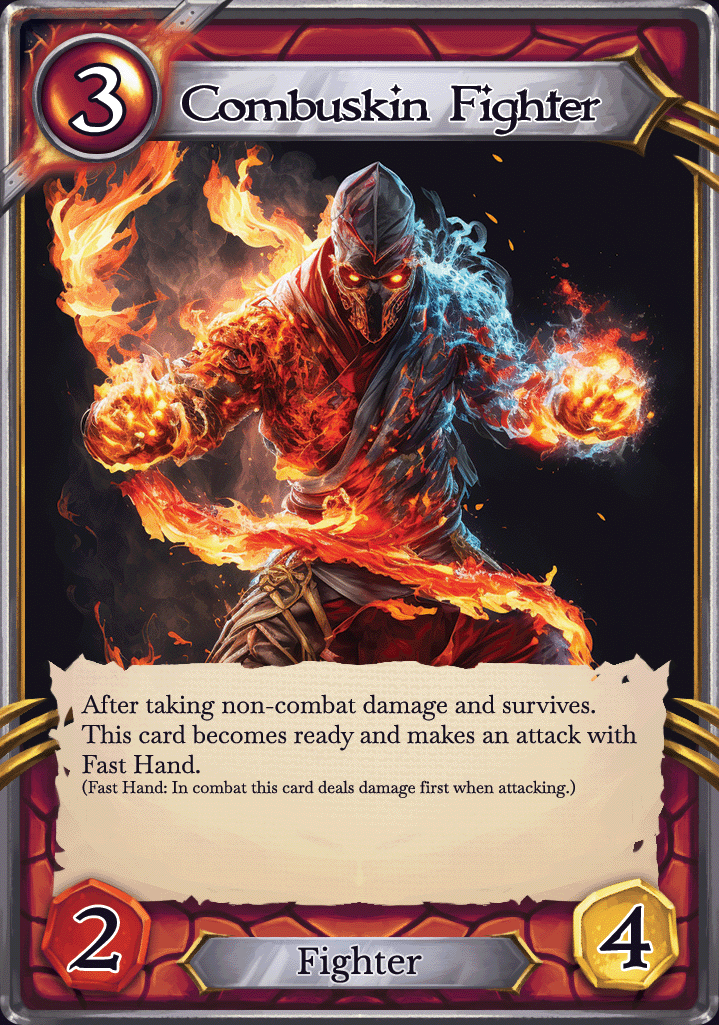 3
Combuskin Fighter
After taking non-combat damage and survives.
This card becomes ready and makes an attack with
Fast Hand.
(Fast Hand: In combat this card deals damage first when attacking.)
2
Fighter
4